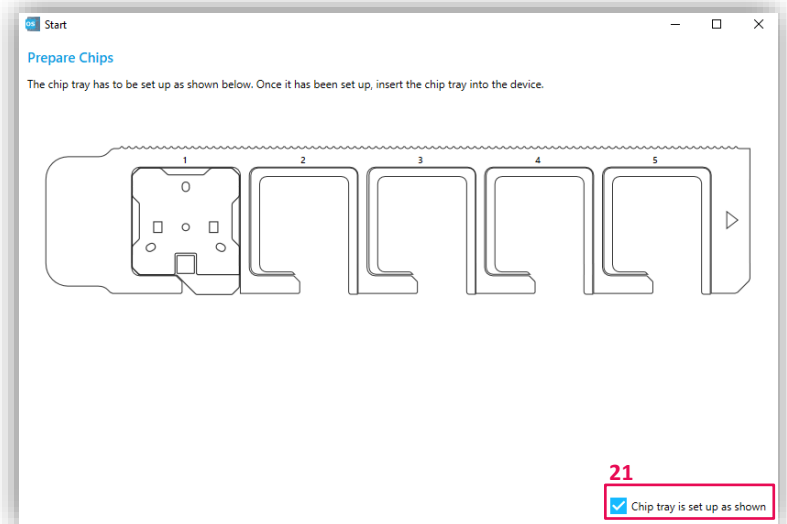 os Start
Prepare Chips
The chip tray has to be set up as shown below. Once it has been set up, insert the chip tray into the device.
1 2 3 4 5
21
Chip tray is set up as shown